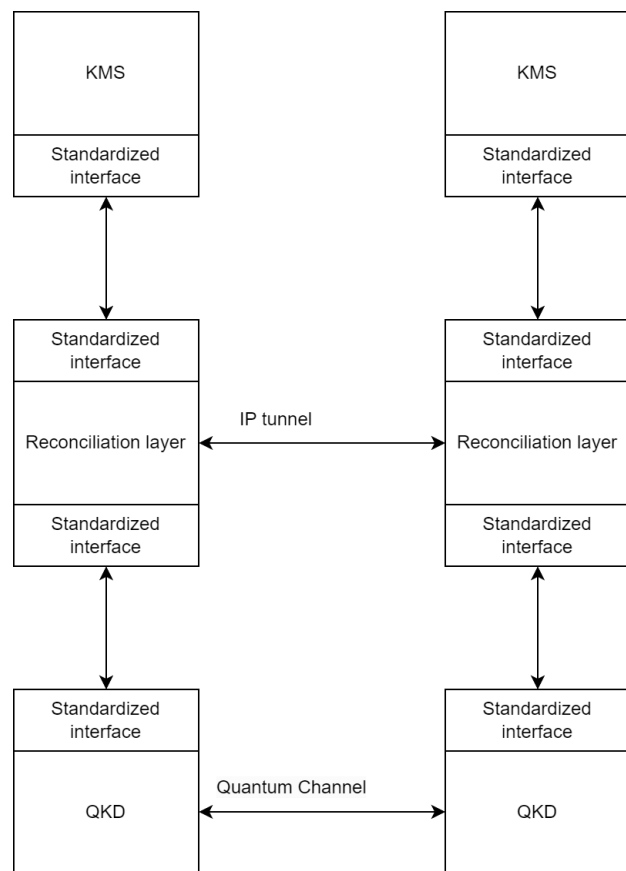 KMS
KMS
Standardized
interface
Standardized
interface
Standardized
interface
Standardized
interface
IP tunnel
Reconciliation layer
Reconciliation layer
Standardized
interface
Standardized
interface
Standardized
interface
Standardized
interface
Quantum Channel
QKD
QKD